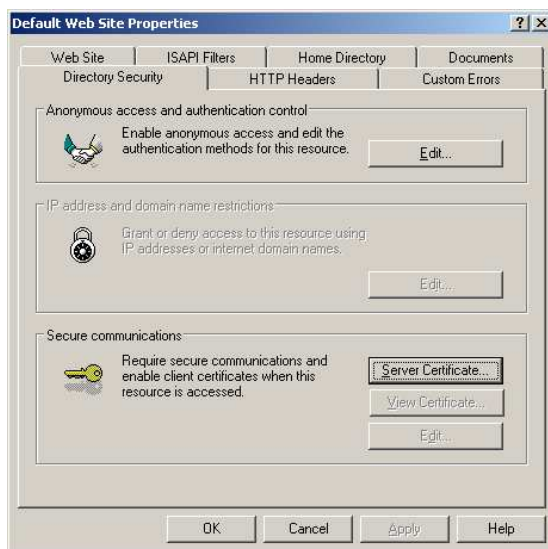 Default Web Site Properties
? ×
Web Site ISAPI Filters Home Directory Documents
Directory Security HTTP Headers Custom Errors
Anonymous access and authentication control
Enable anonymous access and edit the
authentication methods for this resource.
Edit...
IP address and domain name restrictions
Grant or deny access to this resource using
IP addresses or internet domain names.
Edit...
Secure communications
Require secure communications and
enable client certificates when this
resource is accessed.
Server Certificate...
View Certificate...
Edit...
OK Cancel Apply Help